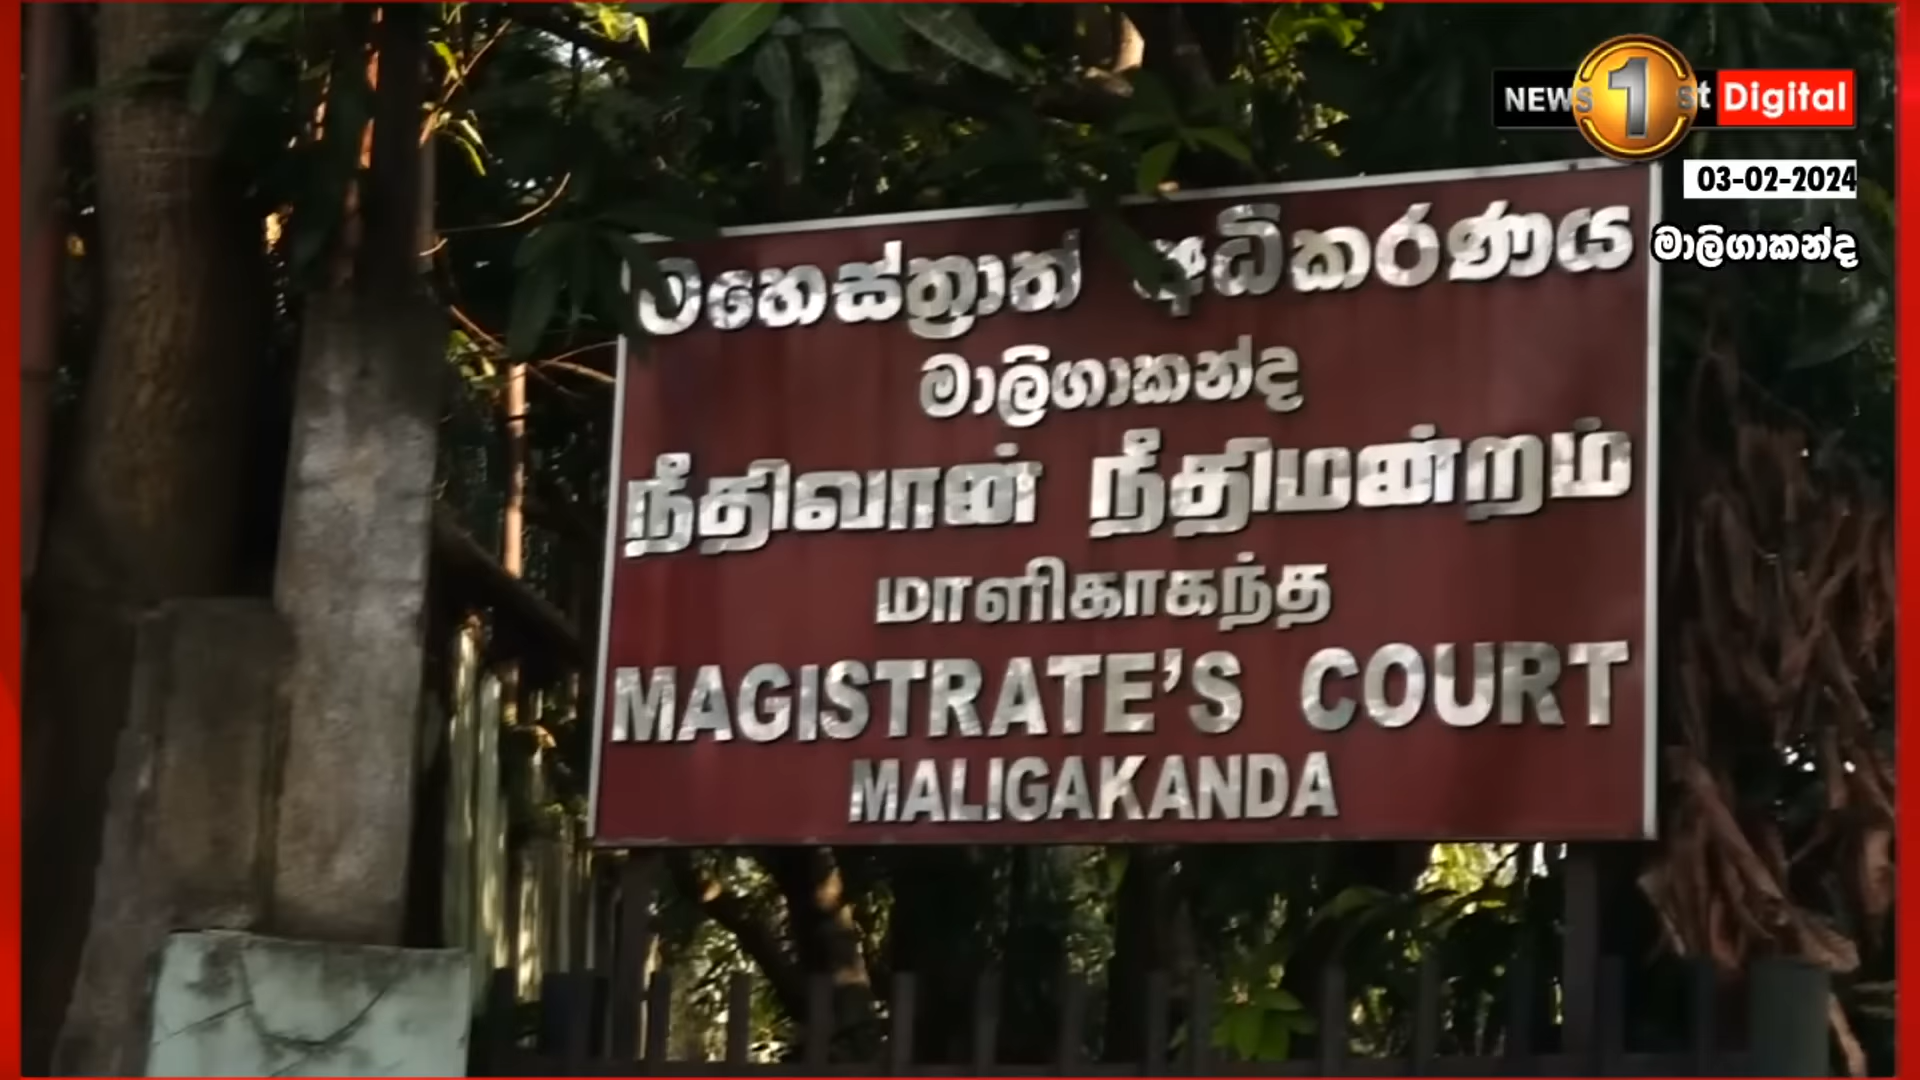 NEWS 1st Digital
03-02-2024
මාලිගාකන්ද
මහෙස්ත්‍රාත් අධිකරණය
මාලිගාකන්ද
நீதிவான் நீதிமன்றம்
மாளிகாகந்த
MAGISTRATE'S COURT
MALIGAKANDA